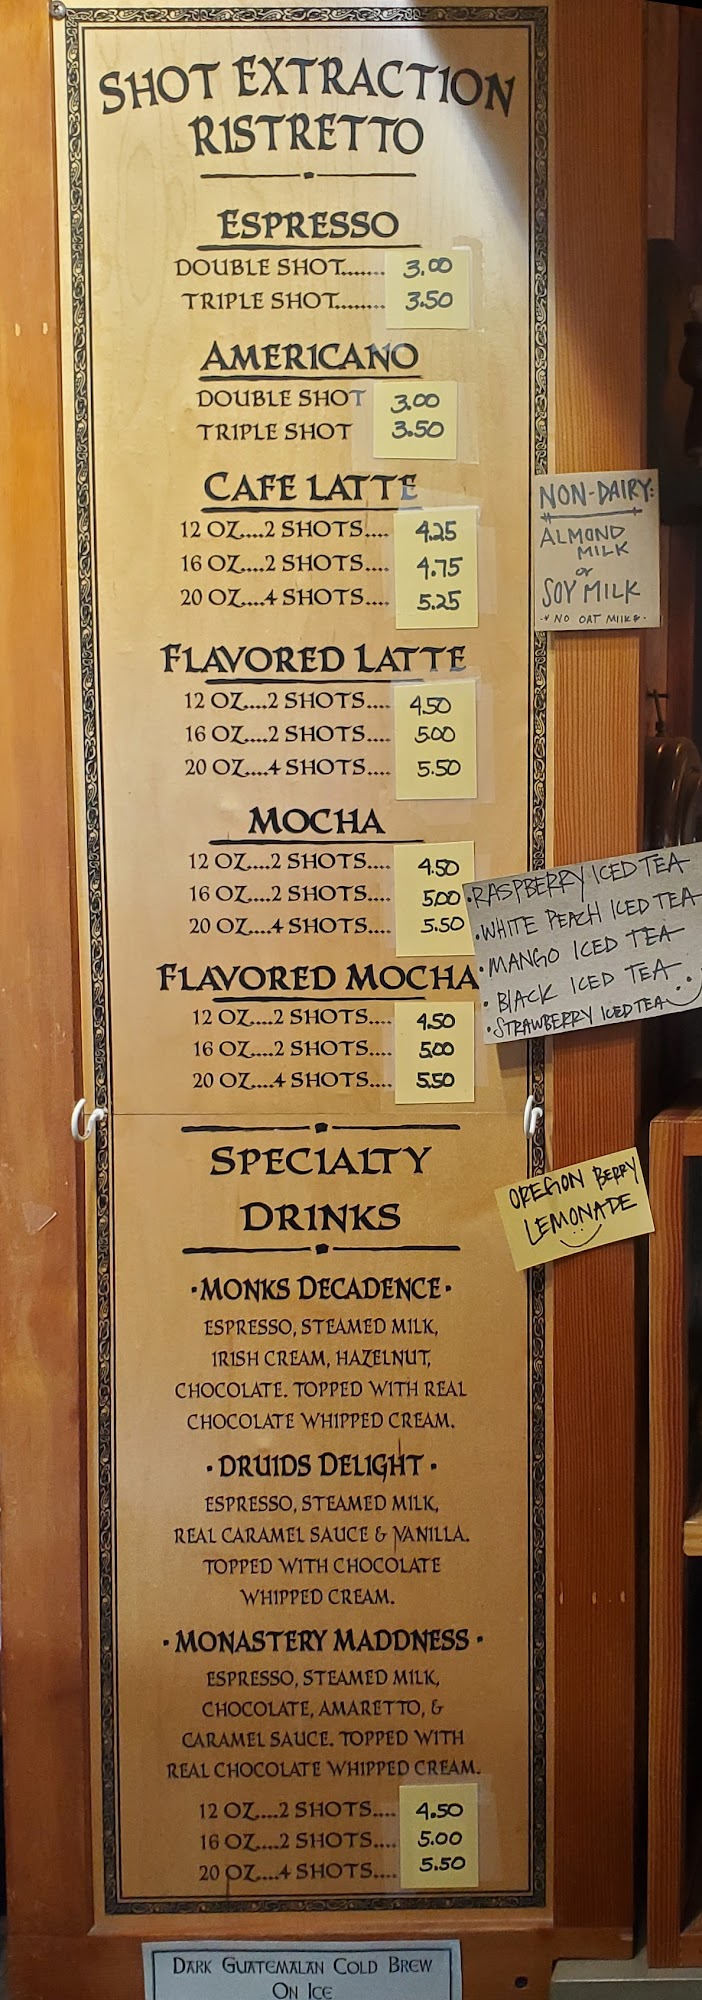 SHOT EXTRACTION
RISTRETTO
ESPRESSO
DOUBLE SHOT....... 3.00
TRIPLE SHOT........ 3.50
AMERICANO
DOUBLE SHOT 3.00
TRIPLE SHOT 3.50
CAFE LATTE
12 OZ....2 SHOTS.... 4.25
16 OZ....2 SHOTS.... 4.75
20 OZ....4 SHOTS.... 5.25
NON-DAIRY:
ALMOND
MILK
or
SOY MILK
-* NO OAT MILK *-
FLAVORED LATTE
12 OZ....2 SHOTS.... 4.50
16 OZ....2 SHOTS.... 5.00
20 OZ....4 SHOTS.... 5.50
MOCHA
12 OZ....2 SHOTS.... 4.50
16 OZ....2 SHOTS.... 5.00
20 OZ....4 SHOTS.... 5.50
• RASPBERRY ICED TEA
• WHITE PEACH ICED TEA
• MANGO ICED TEA
• BLACK ICED TEA
• STRAWBERRY ICED TEA
FLAVORED MOCHA
12 OZ....2 SHOTS.... 4.50
16 OZ....2 SHOTS.... 5.00
20 OZ....4 SHOTS.... 5.50
SPECIALTY
DRINKS
OREGON BERRY
LEMONADE
• MONKS DECADENCE •
ESPRESSO, STEAMED MILK,
IRISH CREAM, HAZELNUT,
CHOCOLATE. TOPPED WITH REAL
CHOCOLATE WHIPPED CREAM.
• DRUIDS DELIGHT •
ESPRESSO, STEAMED MILK,
REAL CARAMEL SAUCE & VANILLA.
TOPPED WITH CHOCOLATE
WHIPPED CREAM.
• MONASTERY MADDNESS •
ESPRESSO, STEAMED MILK,
CHOCOLATE, AMARETTO, &
CARAMEL SAUCE. TOPPED WITH
REAL CHOCOLATE WHIPPED CREAM.
12 OZ....2 SHOTS.... 4.50
16 OZ....2 SHOTS.... 5.00
20 OZ....4 SHOTS.... 5.50
DARK GUATEMALAN COLD BREW
ON ICE